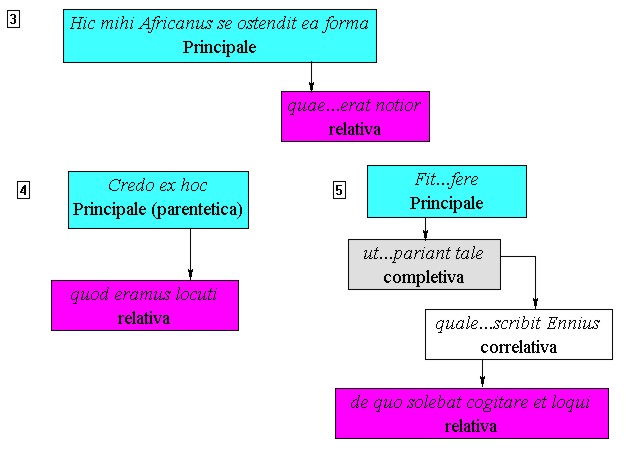 3
Hic mihi Africanus se ostendit ea forma
Principale
quae...erat notior
relativa
4
Credo ex hoc
Principale (parentetica)
quod eramus locuti
relativa
5
Fit...fere
Principale
ut...pariant tale
completiva
quale...scribit Ennius
correlativa
de quo solebat cogitare et loqui
relativa